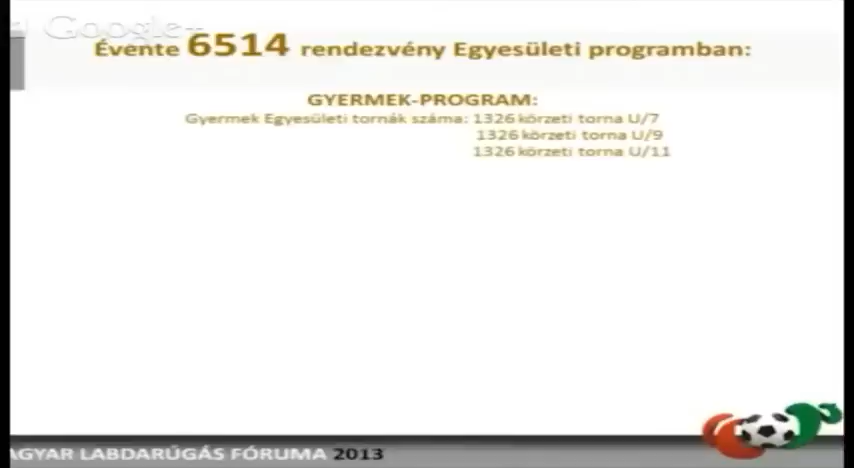 Google+
Évente 6514 rendezvény Egyesületi programban:
GYERMEK-PROGRAM:
Gyermek Egyesületi tornák száma: 1326 körzeti torna U/7
1326 körzeti torna U/9
1326 körzeti torna U/11
AGYAR LABDARÚGÁS FÓRUMA 2013